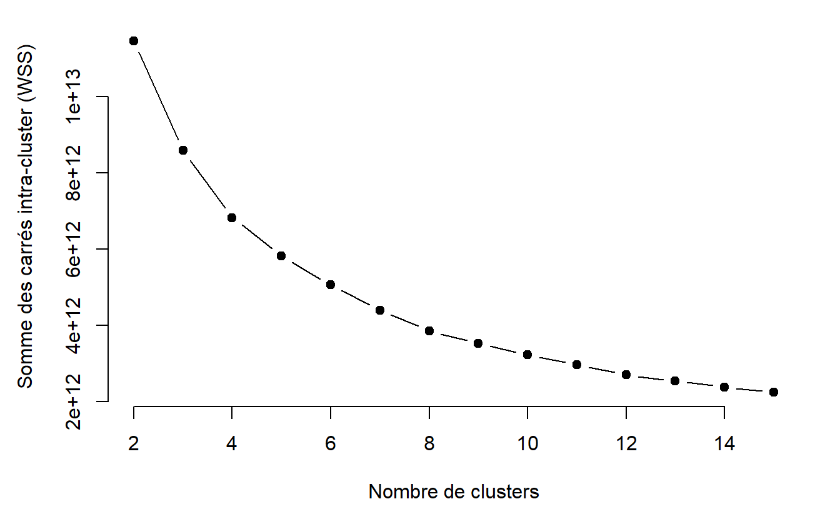 Somme des carrés intra-cluster (WSS)
1e+13
8e+12
6e+12
4e+12
2e+12
2 4 6 8 10 12 14
Nombre de clusters